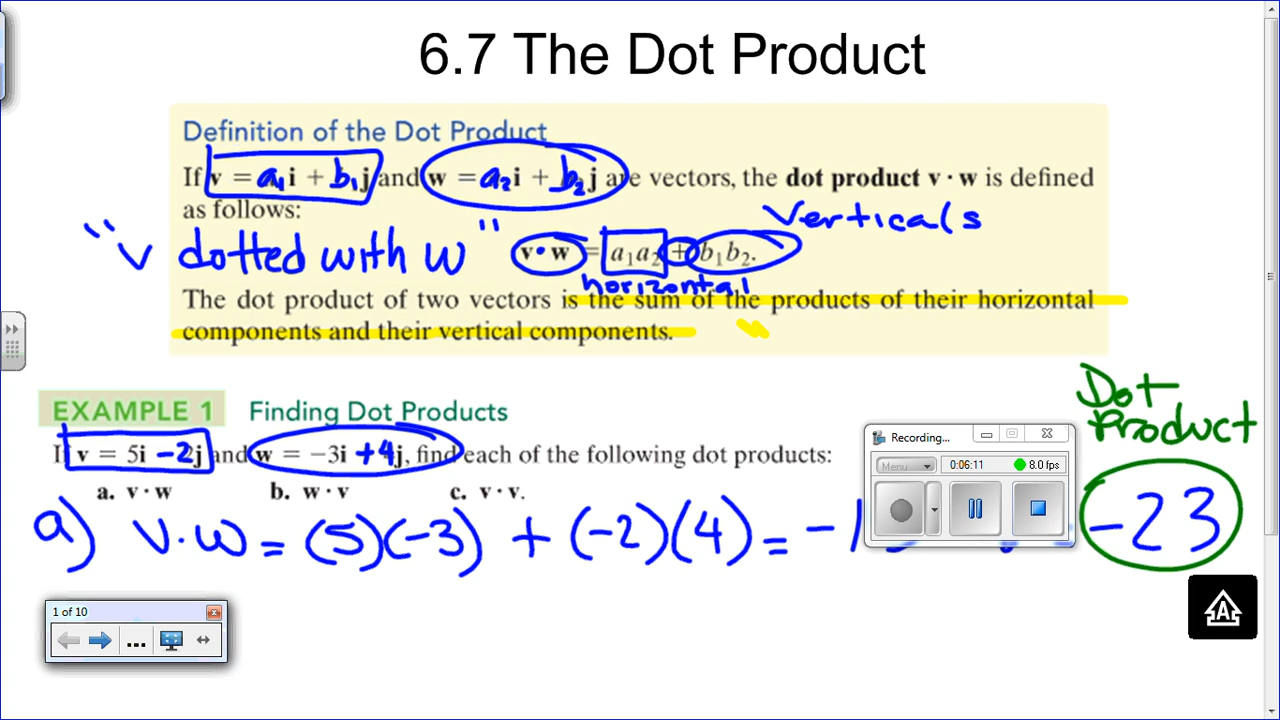 6.7 The Dot Product
Definition of the Dot Product
If v = a₁i + b₁j and w = a₂i + b₂j are vectors, the dot product v · w is defined
as follows:
verticals
"v dotted with w" v · w = a₁a₂ + b₁b₂.
horizontal
The dot product of two vectors is the sum of the products of their horizontal
components and their vertical components.
Dot
Product
EXAMPLE 1 Finding Dot Products
If v = 5i -2j and w = −3i +4j, find each of the following dot products:
a. v · w b. w · v c. v · v.
a) v·w = (5)(-3) + (-2)(4) = -23
Recording...
Menu 0:06:11 8.0 fps
1 of 10
...
A